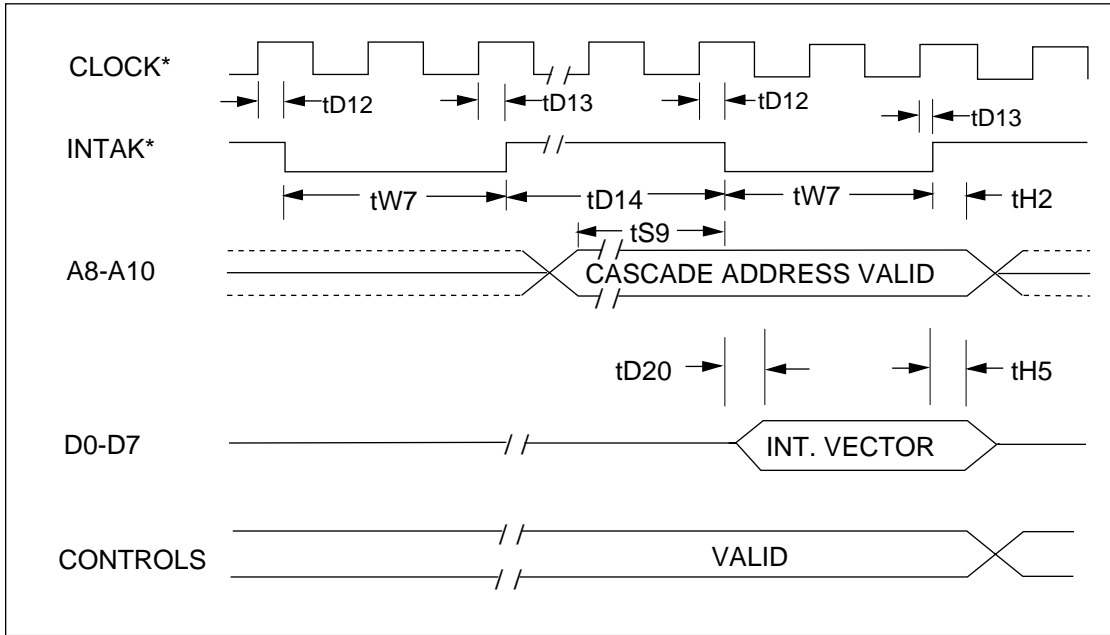 CLOCK*
tD12
tD13
tD12
tD13
INTAK*
tW7
tD14
tW7
tH2
tS9
A8-A10
CASCADE ADDRESS VALID
tD20
tH5
D0-D7
INT. VECTOR
CONTROLS
VALID